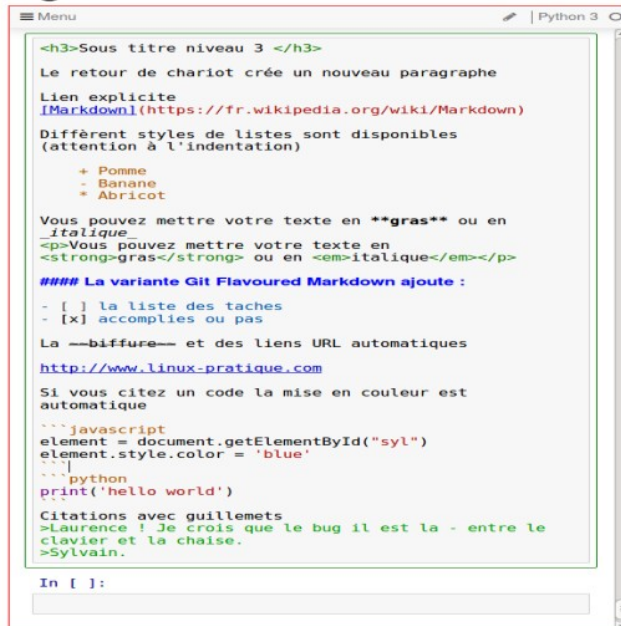 Menu
Python 3
<h3>Sous titre niveau 3 </h3>
Le retour de chariot crée un nouveau paragraphe
Lien explicite
[Markdown](https://fr.wikipedia.org/wiki/Markdown)
Diffèrent styles de listes sont disponibles
(attention à l'indentation)
+ Pomme
- Banane
* Abricot
Vous pouvez mettre votre texte en **gras** ou en
_italique_
<p>Vous pouvez mettre votre texte en
<strong>gras</strong> ou en <em>italique</em></p>
#### La variante Git Flavoured Markdown ajoute :
- [ ] la liste des taches
- [x] accomplies ou pas
La ~~biffure~~ et des liens URL automatiques
http://www.linux-pratique.com
Si vous citez un code la mise en couleur est
automatique
```javascript
element = document.getElementById("syl")
element.style.color = 'blue'
```
```python
print('hello world')
```
Citations avec guillemets
>Laurence ! Je crois que le bug il est la - entre le
clavier et la chaise.
>Sylvain.
In [ ]: